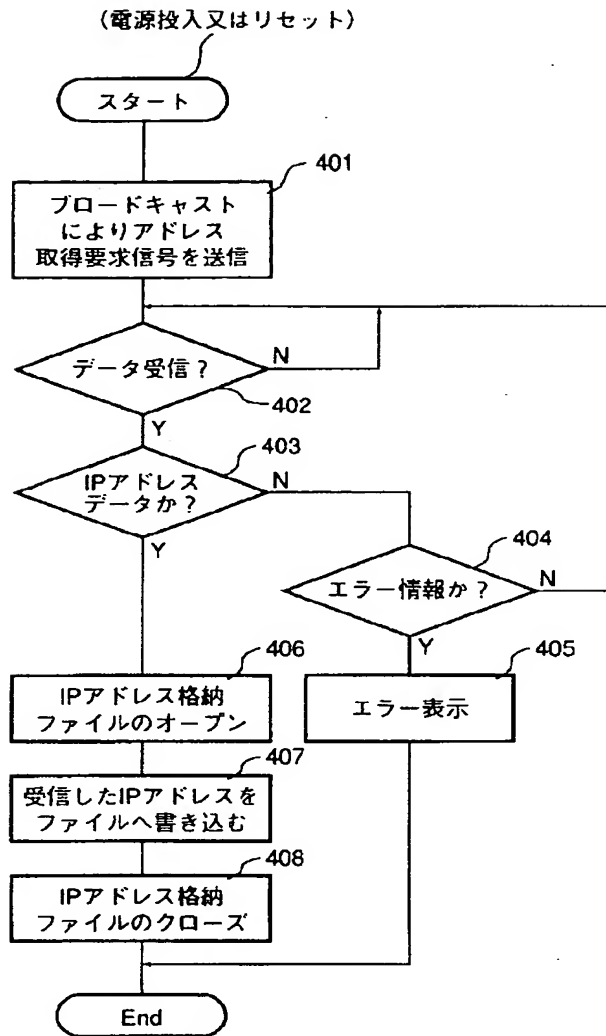 (電源投入又はリセット)
スタート
401
ブロードキャスト
によりアドレス
取得要求信号を送信
データ受信?
N
402
Y
403
IPアドレス
データか?
N
Y
404
エラー情報か?
N
Y
406
405
IPアドレス格納
ファイルのオープン
エラー表示
407
受信したIPアドレスを
ファイルへ書き込む
408
IPアドレス格納
ファイルのクローズ
End